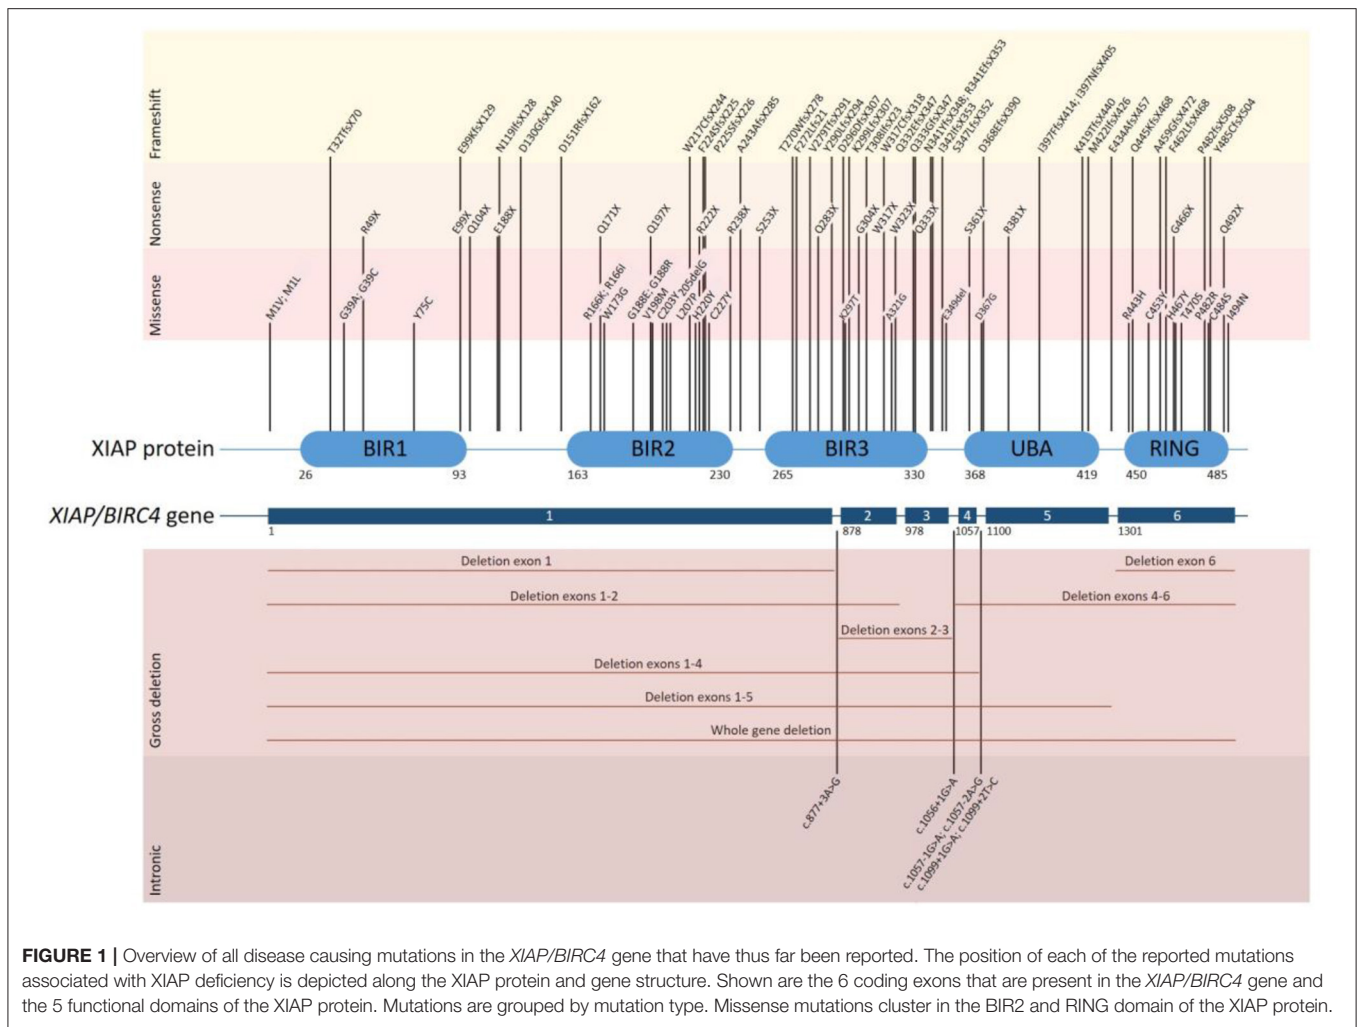 Frameshift
T32TfsX70
E99KfsX129
N119IfsX128
D130GfsX140
D151RfsX162
W217CfsX244
F224SfsX225
P225SfsX226
A243AfsX285
T270WfsX278
F272Lfs21
V279TfsX291
Y290LfsX294
D296DfsX307
K299LfsX307
T308IfsX23
W317CfsX318
Q332EfsX347
Q333GfsX347
N341YfsX348; R341EfsX353
I342IfsX353
S347LfsX352
D368EfsX390
I397FFsX414; I397NfsX405
K419TfsX440
M422IfsX426
E434AfsX457
Q445KfsX468
A459GfsX472
F462LfsX468
P482fsX508
Y485CfsX504
Nonsense
R49X
E99X
Q104X
E188X
Q171X
Q197X
R222X
R238X
S253X
Q283X
G304X
W317X
W323X
Q333X
S361X
R381X
G466X
Q492X
Missense
M1V; M1L
G39A; G39C
Y75C
R166K; R166I
W173G
G188E; G188R
V198M
C203Y
205delG
L207P
H220Y
C227Y
K297T
A321G
E349del
D367G
R443H
C453Y
H467Y
T470S
P482R
C484S
I494N
XIAP protein BIR1 BIR2 BIR3 UBA RING
26 93 163 230 265 330 368 419 450 485
XIAP/BIRC4 gene 1 2 3 4 5 6
1 878 978 1057 1100 1301
Gross deletion
Deletion exon 1 Deletion exon 6
Deletion exons 1-2 Deletion exons 4-6
Deletion exons 2-3
Deletion exons 1-4
Deletion exons 1-5
Whole gene deletion
Intronic
c.877+3A>G
c.1056+1G>A
c.1057-1G>A; c.1057-2A>G
c.1099+1G>A; c.1099+2T>C
FIGURE 1 | Overview of all disease causing mutations in the XIAP/BIRC4 gene that have thus far been reported. The position of each of the reported mutations
associated with XIAP deficiency is depicted along the XIAP protein and gene structure. Shown are the 6 coding exons that are present in the XIAP/BIRC4 gene and
the 5 functional domains of the XIAP protein. Mutations are grouped by mutation type. Missense mutations cluster in the BIR2 and RING domain of the XIAP protein.